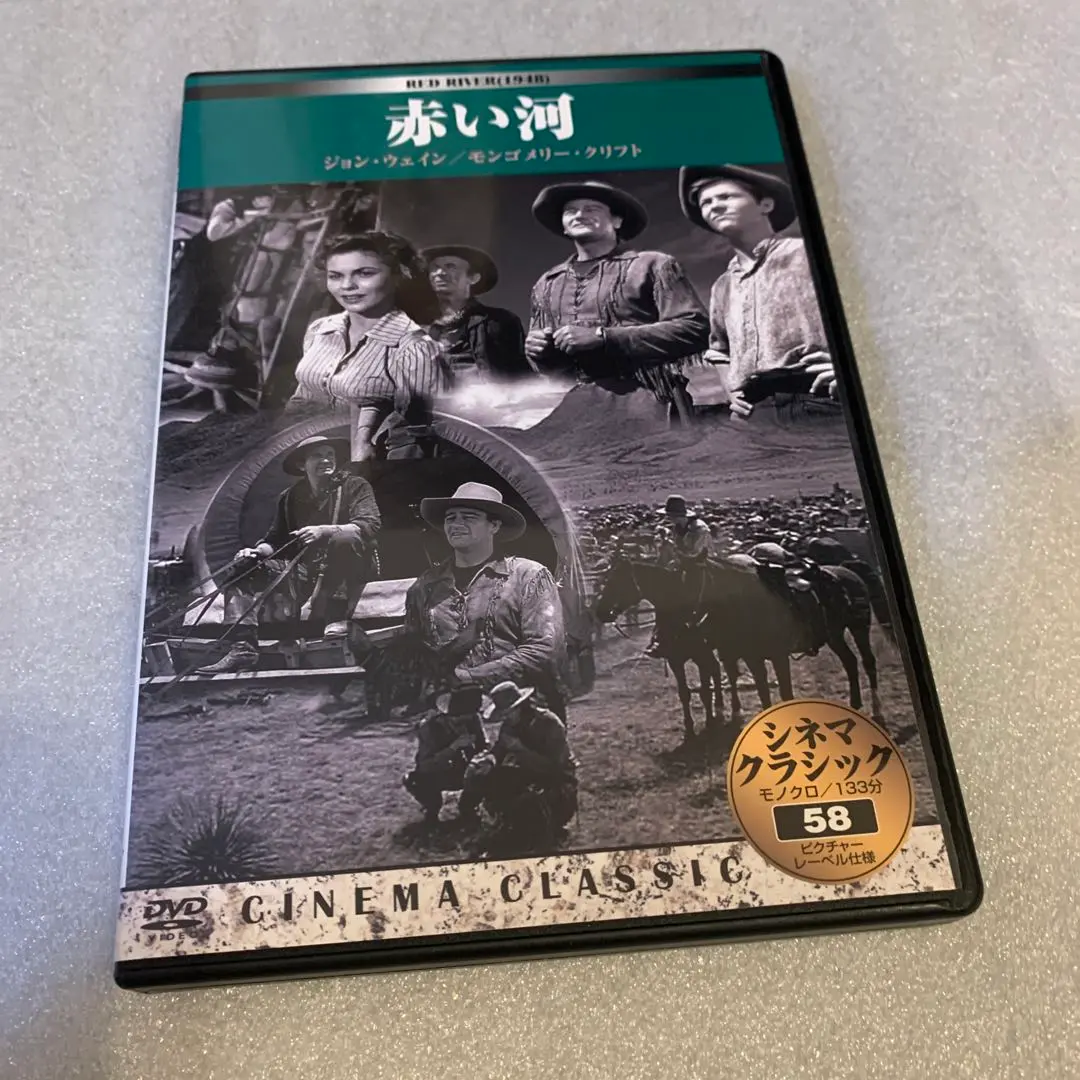 RED RIVER(1948)
赤い河
ジョン・ウェイン／モンゴメリー・クリフト
シネマ
クラシック
モノクロ／133分
58
ピクチャー
レーベル仕様
DVD
VIDEO
CINEMA CLASSIC